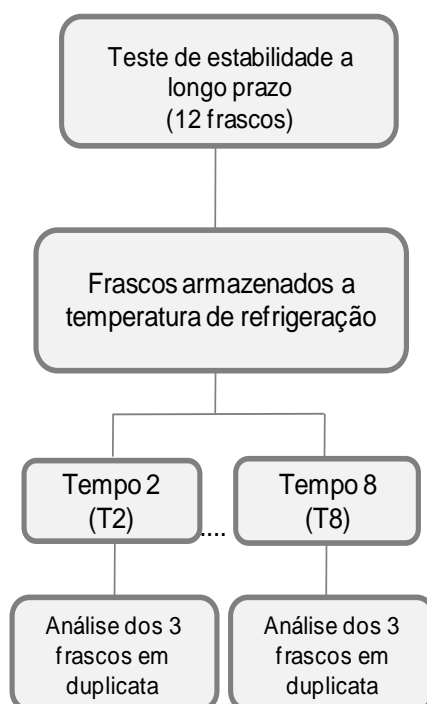 Teste de estabilidade a
longo prazo
(12 frascos)
Frascos armazenados a
temperatura de refrigeração
Tempo 2
(T2)
....
Tempo 8
(T8)
Análise dos 3
frascos em
duplicata
Análise dos 3
frascos em
duplicata